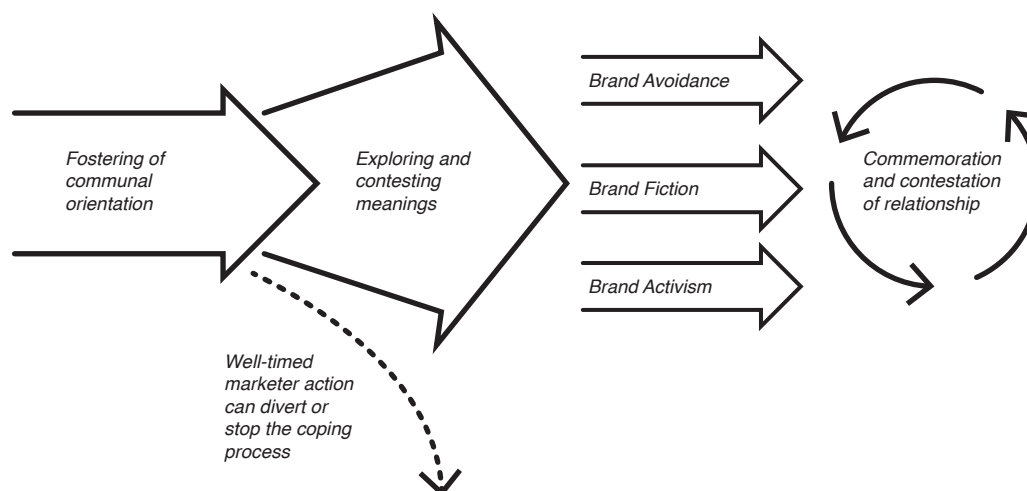 Fostering of
communal
orientation
Exploring and
contesting
meanings
Brand Avoidance
Brand Fiction
Brand Activism
Commemoration
and contestation
of relationship
Well-timed
marketer action
can divert or
stop the coping
process